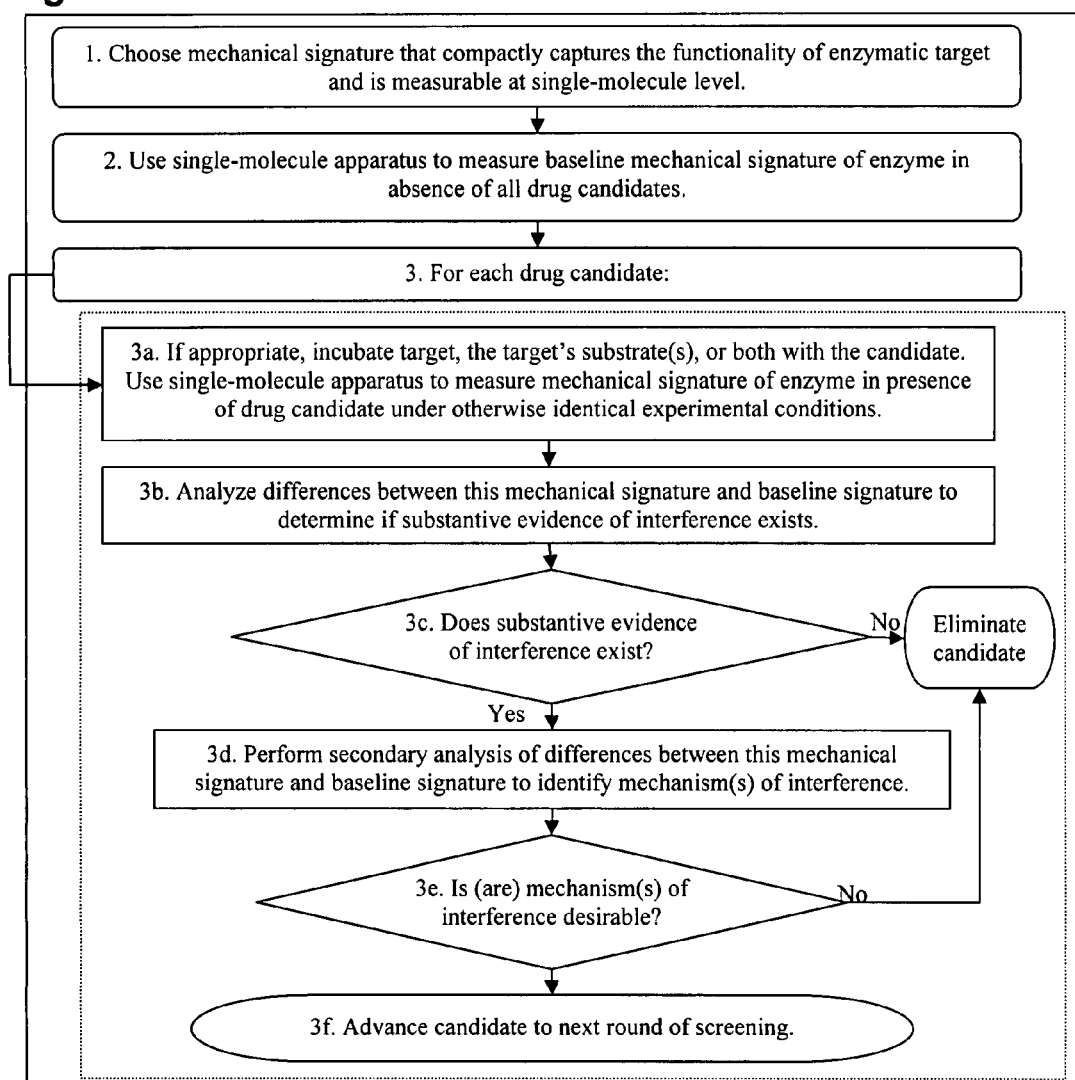 1. Choose mechanical signature that compactly captures the functionality of enzymatic target
and is measurable at single-molecule level.
2. Use single-molecule apparatus to measure baseline mechanical signature of enzyme in
absence of all drug candidates.
3. For each drug candidate:
3a. If appropriate, incubate target, the target's substrate(s), or both with the candidate.
Use single-molecule apparatus to measure mechanical signature of enzyme in presence
of drug candidate under otherwise identical experimental conditions.
3b. Analyze differences between this mechanical signature and baseline signature to
determine if substantive evidence of interference exists.
3c. Does substantive evidence
of interference exist?
No
Eliminate
candidate
Yes
3d. Perform secondary analysis of differences between this mechanical
signature and baseline signature to identify mechanism(s) of interference.
3e. Is (are) mechanism(s) of
interference desirable?
No
3f. Advance candidate to next round of screening.